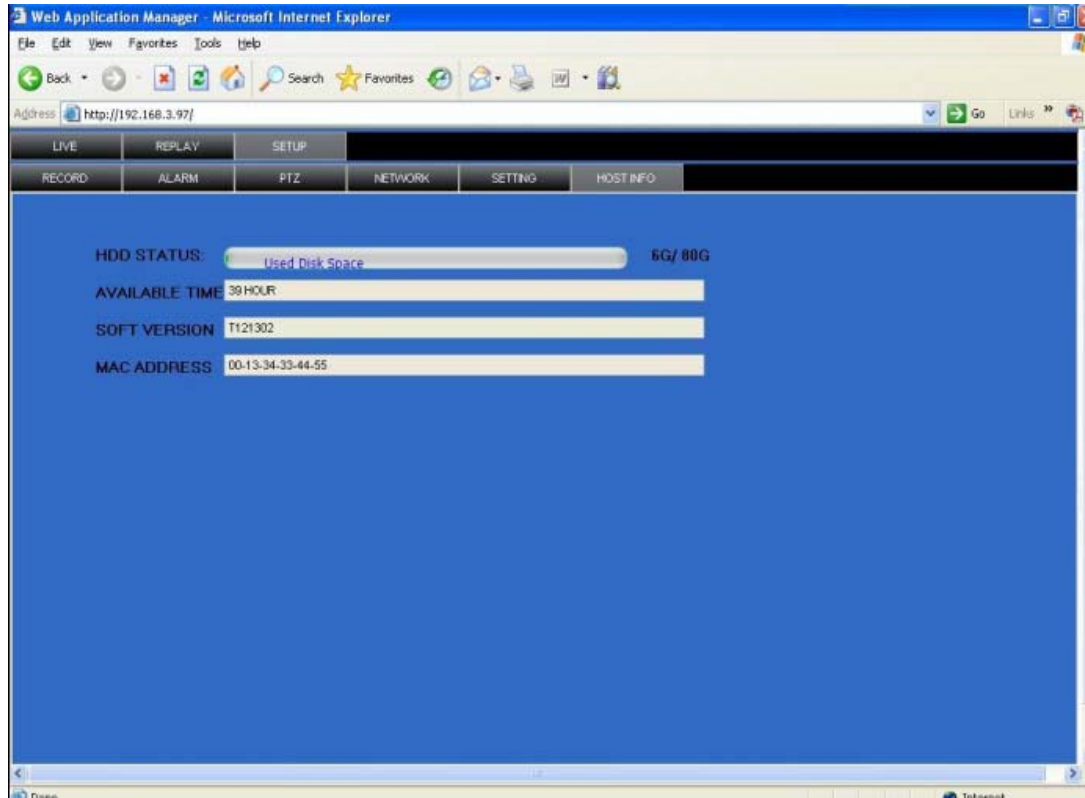 Web Application Manager - Microsoft Internet Explorer
File Edit View Favorites Tools Help
Back Search Favorites
Address http://192.168.3.97/ Go Links »
LIVE REPLAY SETUP
RECORD ALARM PTZ NETWORK SETTING HOST INFO
HDD STATUS: Used Disk Space 6G/ 80G
AVAILABLE TIME 39 HOUR
SOFT VERSION T121302
MAC ADDRESS 00-13-34-33-44-55